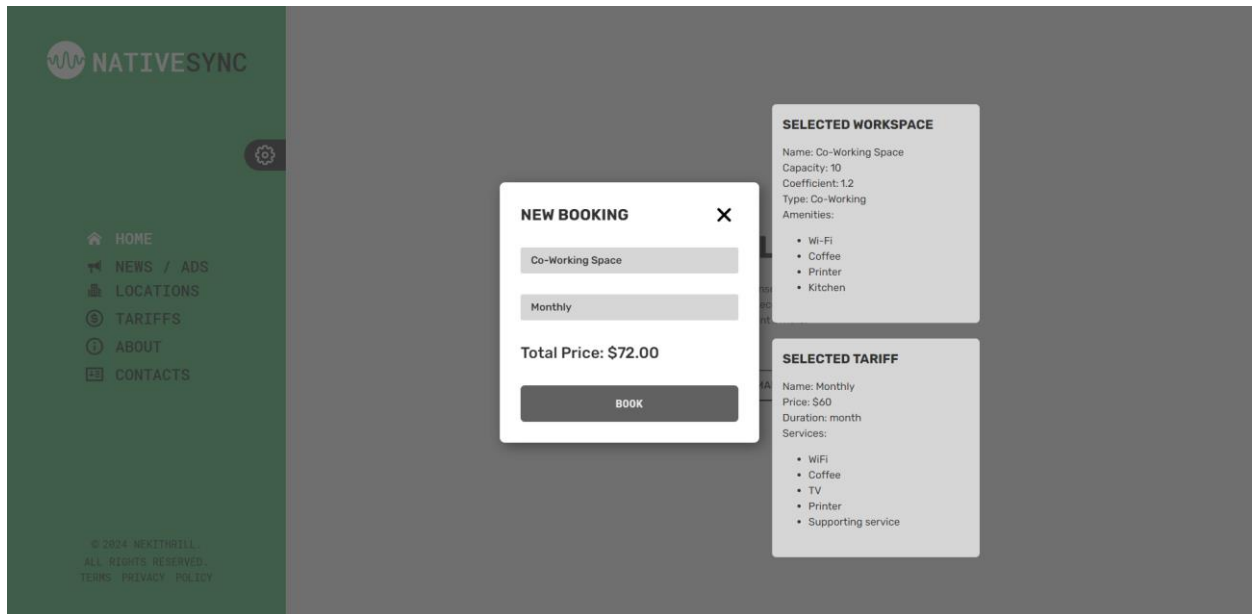 NATIVESYNC
HOME
NEWS / ADS
LOCATIONS
TARIFFS
ABOUT
CONTACTS
© 2024 NEKITHRILL.
ALL RIGHTS RESERVED.
TERMS PRIVACY POLICY
NEW BOOKING
Co-Working Space
Monthly
Total Price: $72.00
BOOK
SELECTED WORKSPACE
Name: Co-Working Space
Capacity: 10
Coefficient: 1.2
Type: Co-Working
Amenities:
• Wi-Fi
• Coffee
• Printer
• Kitchen
SELECTED TARIFF
Name: Monthly
Price: $60
Duration: month
Services:
• WiFi
• Coffee
• TV
• Printer
• Supporting service